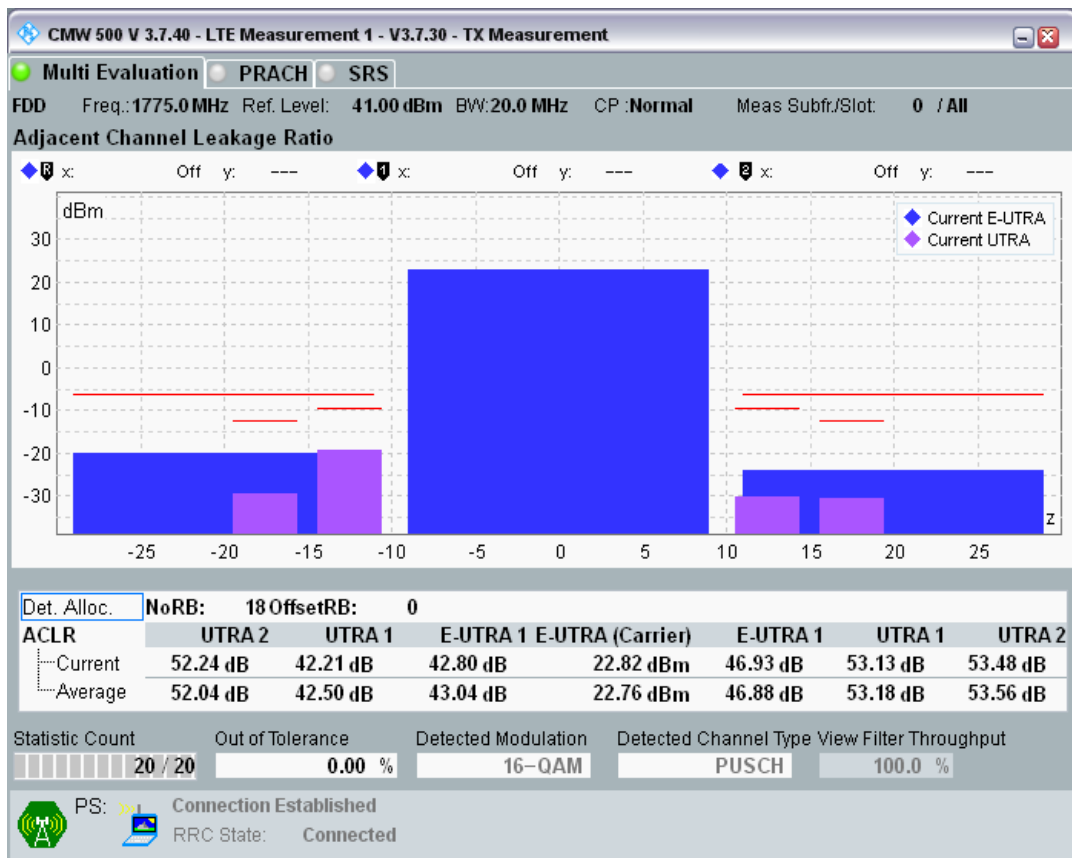 CMW 500 V 3.7.40 - LTE Measurement 1 - V3.7.30 - TX Measurement
Multi Evaluation PRACH SRS
FDD Freq.: 1775.0 MHz Ref. Level: 41.00 dBm BW: 20.0 MHz CP : Normal Meas Subfr./Slot: 0 / All
Adjacent Channel Leakage Ratio
R x: Off y: --- 1 x: Off y: --- 2 x: Off y: ---
dBm
Current E-UTRA
Current UTRA
30
20
10
0
-10
-20
-30
z
-25 -20 -15 -10 -5 0 5 10 15 20 25
Det. Alloc. NoRB: 18 OffsetRB: 0
ACLR UTRA 2 UTRA 1 E-UTRA 1 E-UTRA (Carrier) E-UTRA 1 UTRA 1 UTRA 2
Current 52.24 dB 42.21 dB 42.80 dB 22.82 dBm 46.93 dB 53.13 dB 53.48 dB
Average 52.04 dB 42.50 dB 43.04 dB 22.76 dBm 46.88 dB 53.18 dB 53.56 dB
Statistic Count Out of Tolerance Detected Modulation Detected Channel Type View Filter Throughput
20 / 20 0.00 % 16-QAM PUSCH 100.0 %
PS: Connection Established
RRC State: Connected